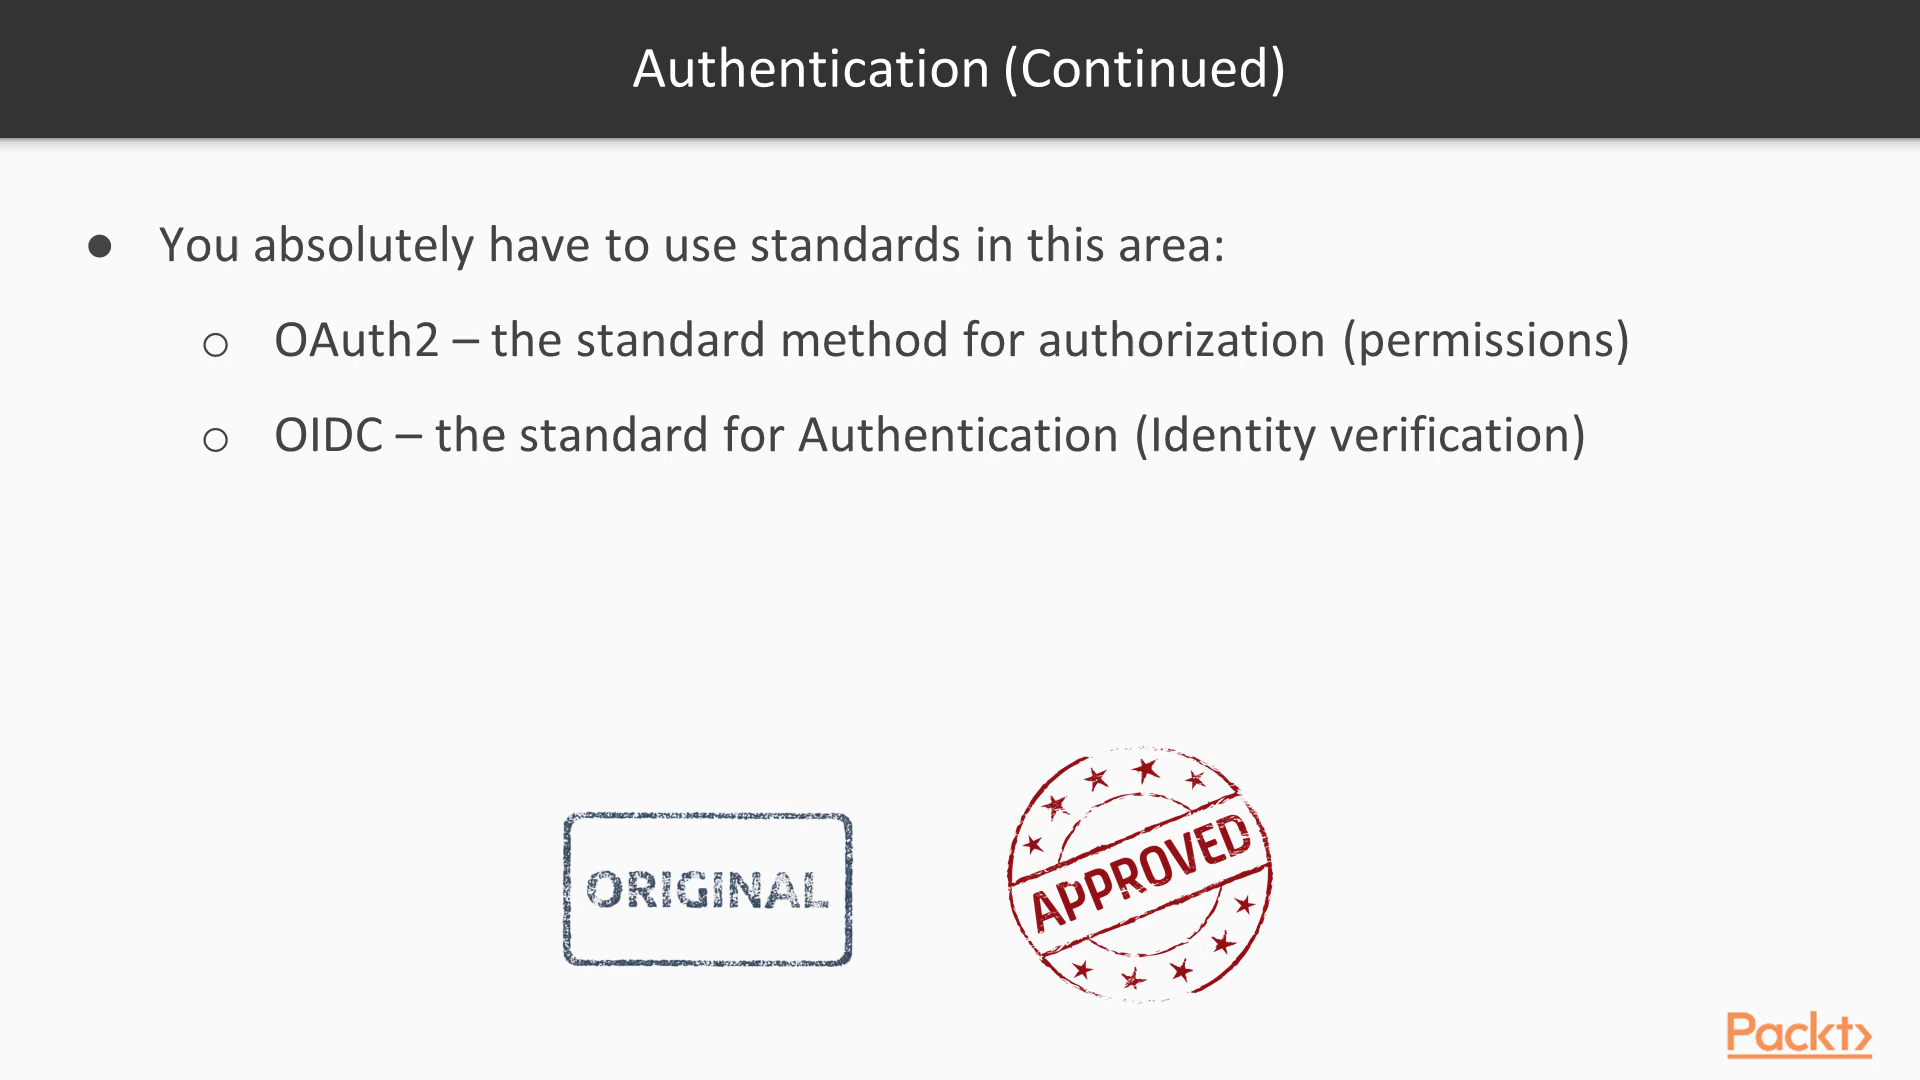 Authentication (Continued)
● You absolutely have to use standards in this area:
○ OAuth2 – the standard method for authorization (permissions)
○ OIDC – the standard for Authentication (Identity verification)
ORIGINAL
APPROVED
Packt>